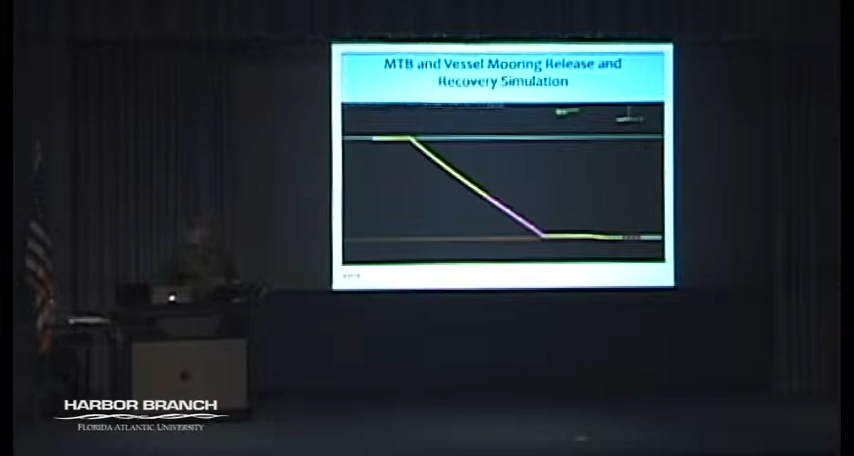 MTB and Vessel Mooring Release and
Recovery Simulation
HARBOR BRANCH
FLORIDA ATLANTIC UNIVERSITY